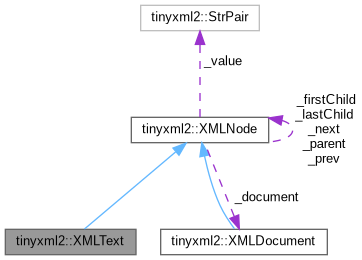 tinyxml2::StrPair
_value
_firstChild
_lastChild
_next
_parent
_prev
tinyxml2::XMLNode
_document
tinyxml2::XMLText
tinyxml2::XMLDocument